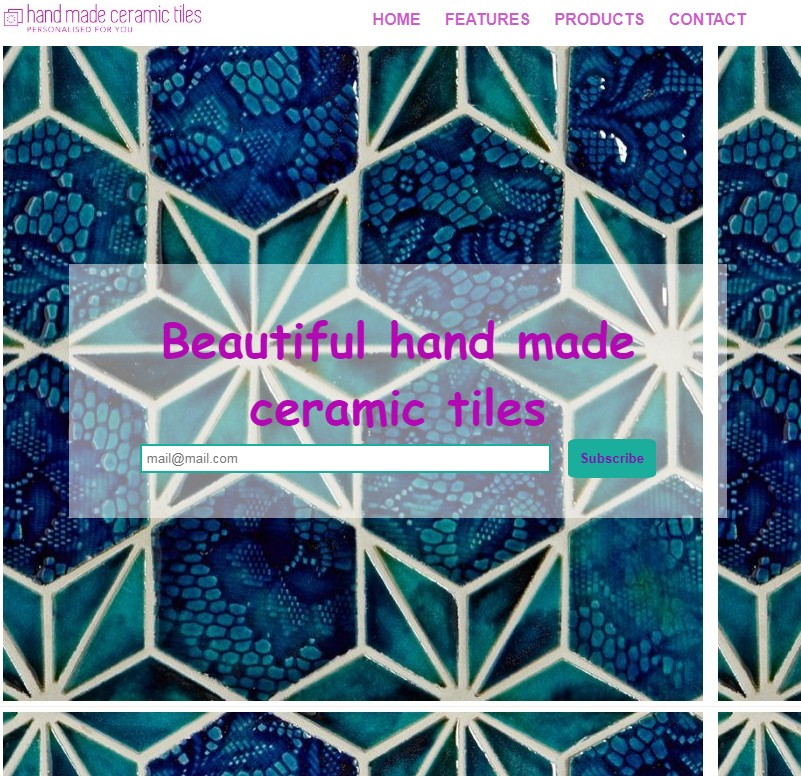 hand made ceramic tiles
PERSONALISED FOR YOU
HOME FEATURES PRODUCTS CONTACT
Beautiful hand made
ceramic tiles
mail@mail.com
Subscribe